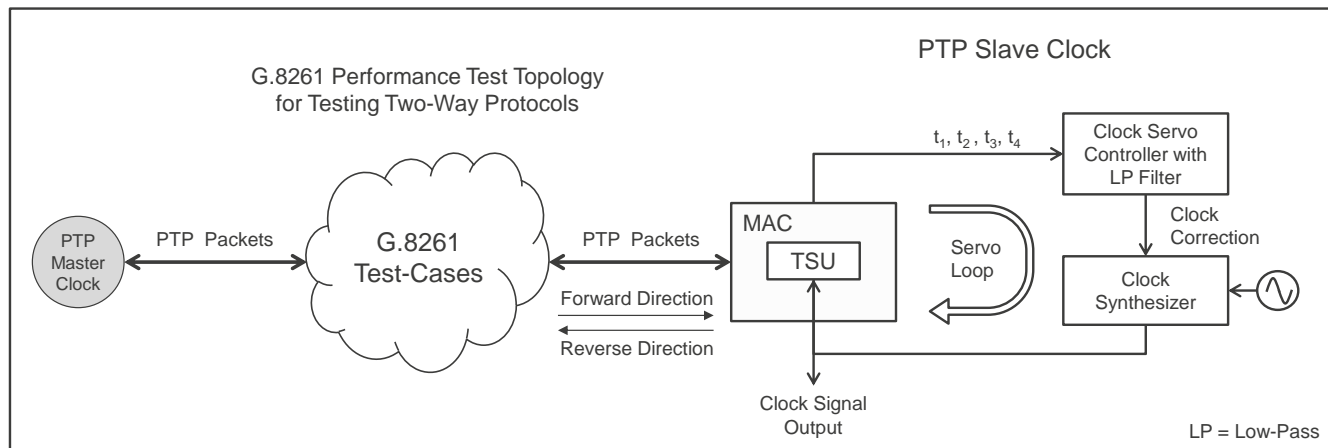 PTP Slave Clock
G.8261 Performance Test Topology
for Testing Two-Way Protocols
t1, t2 , t3, t4
Clock Servo
Controller with
LP Filter
PTP
Master
Clock
PTP Packets
G.8261
Test-Cases
PTP Packets
Forward Direction
Reverse Direction
MAC
TSU
Servo
Loop
Clock
Correction
Clock
Synthesizer
Clock Signal
Output
LP = Low-Pass